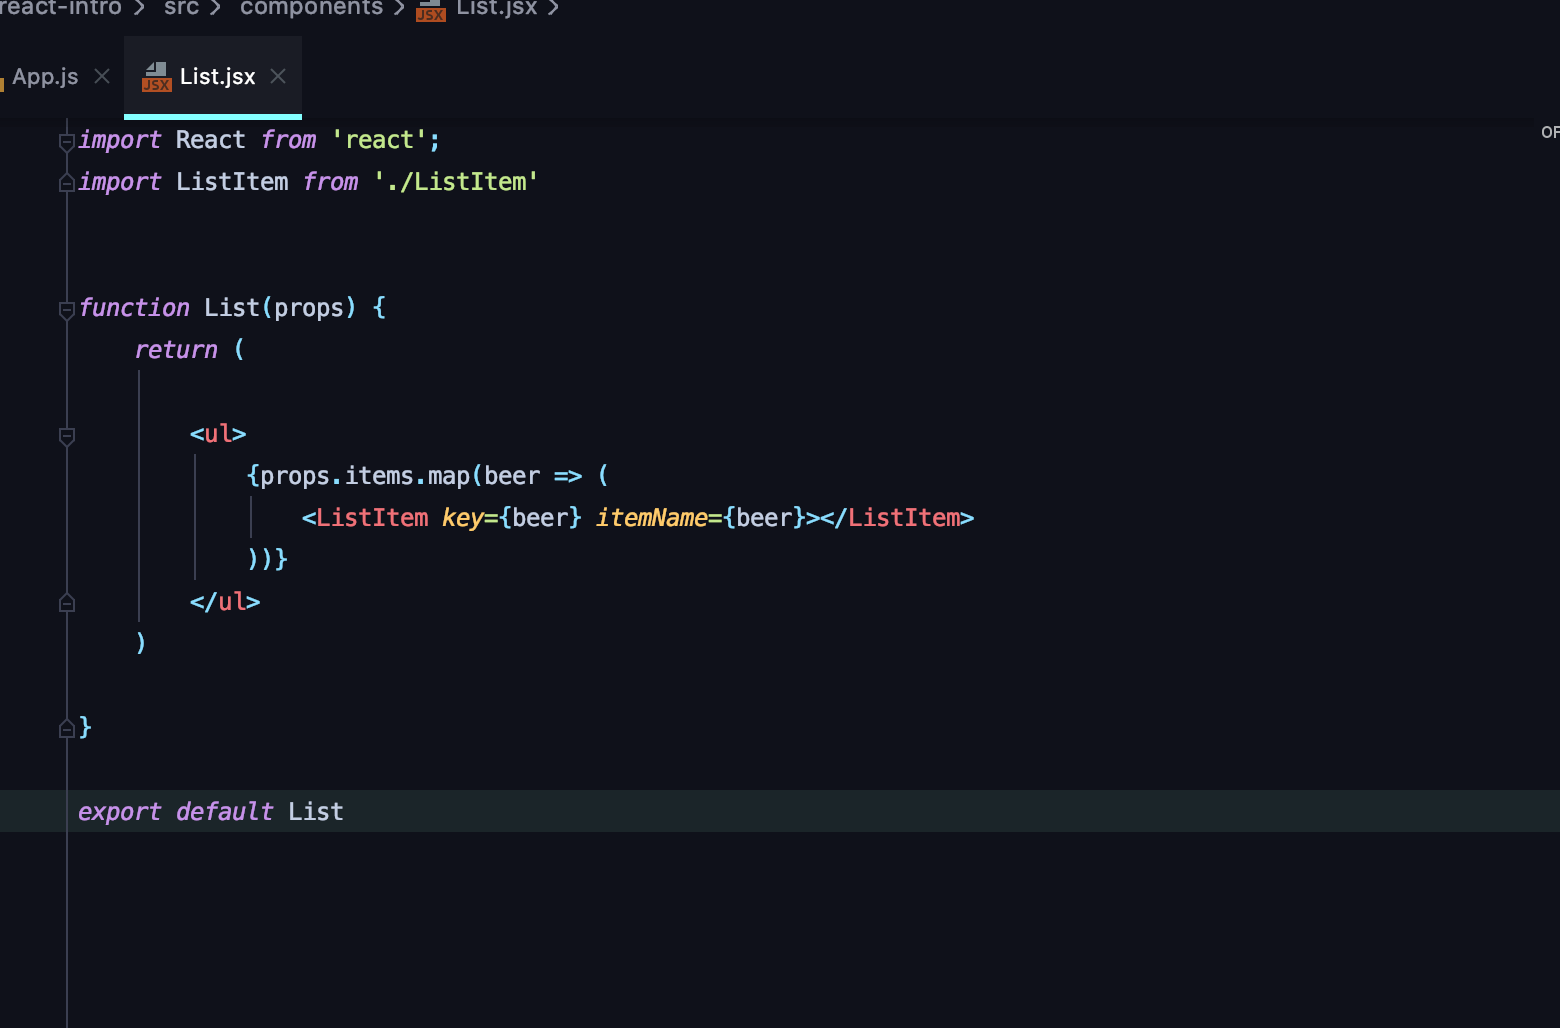 react-intro > src > components > JSX List.jsx >
App.js × JSX List.jsx ×
import React from 'react';
import ListItem from './ListItem'
function List(props) {
return (
<ul>
{props.items.map(beer => (
<ListItem key={beer} itemName={beer}></ListItem>
))}
</ul>
)
}
export default List